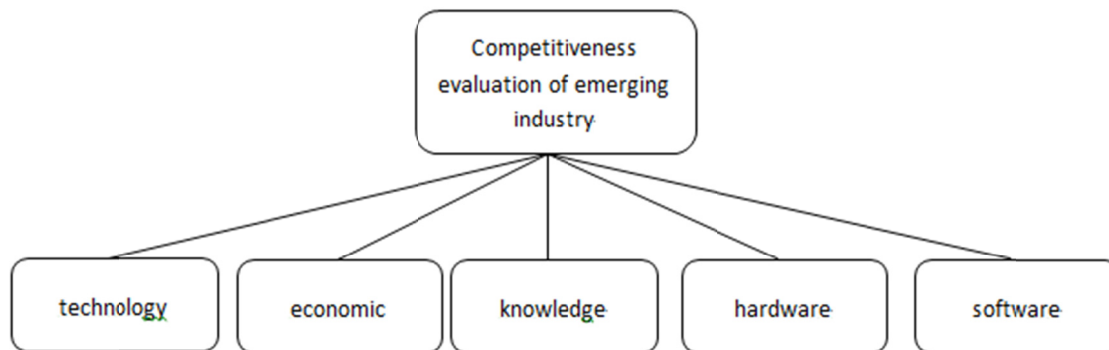 Competitiveness
evaluation of emerging
industry
technology
economic
knowledge
hardware
software